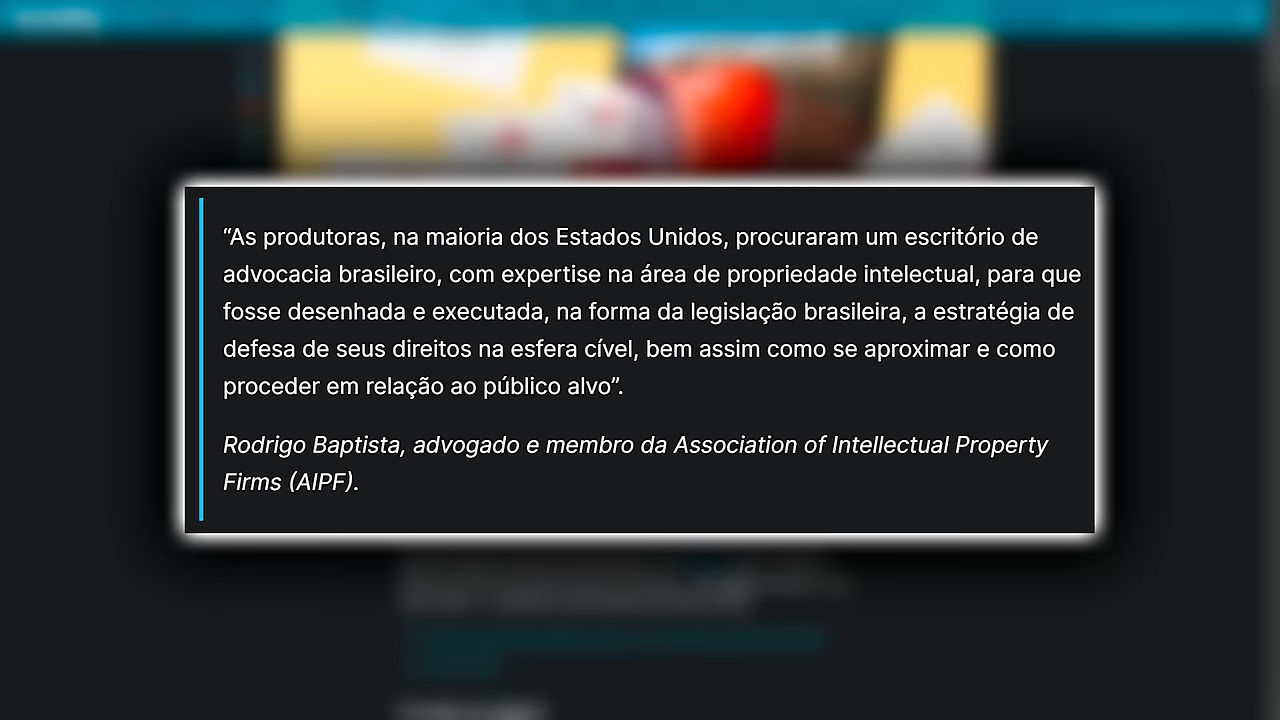 “As produtoras, na maioria dos Estados Unidos, procuraram um escritório de
advocacia brasileiro, com expertise na área de propriedade intelectual, para que
fosse desenhada e executada, na forma da legislação brasileira, a estratégia de
defesa de seus direitos na esfera cível, bem assim como se aproximar e como
proceder em relação ao público alvo”.
Rodrigo Baptista, advogado e membro da Association of Intellectual Property
Firms (AIPF).